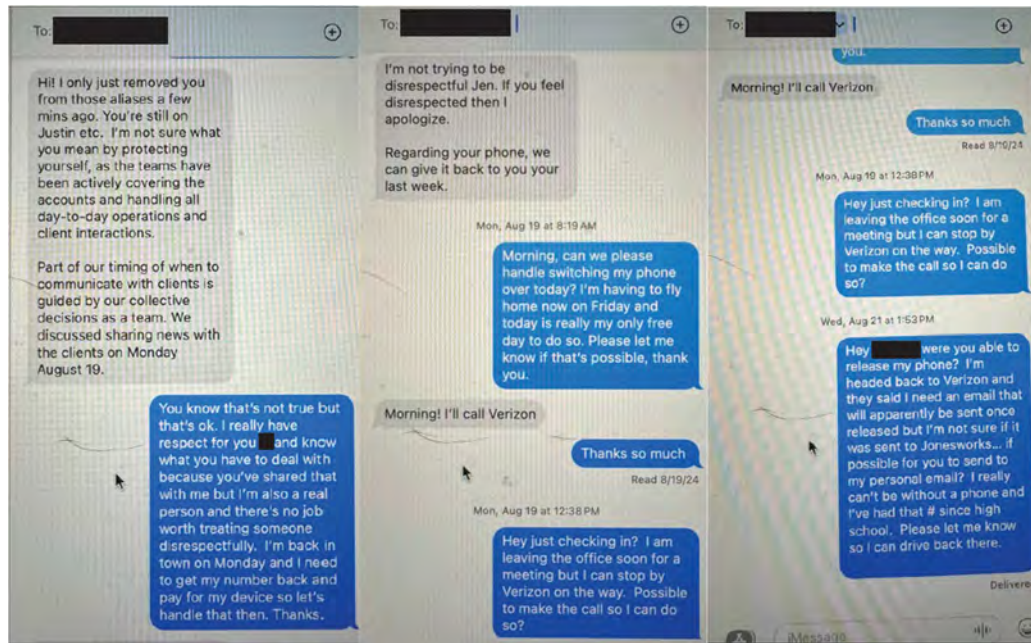 To:
Hi! I only just removed you
from those aliases a few
mins ago. You're still on
Justin etc. I'm not sure what
you mean by protecting
yourself, as the teams have
been actively covering the
accounts and handling all
day-to-day operations and
client interactions.
Part of our timing of when to
communicate with clients is
guided by our collective
decisions as a team. We
discussed sharing news with
the clients on Monday
August 19.
You know that's not true but
that's ok. I really have
respect for you and know
what you have to deal with
because you've shared that
with me but I'm also a real
person and there's no job
worth treating someone
disrespectfully. I'm back in
town on Monday and I need
to get my number back and
pay for my device so let's
handle that then. Thanks.
To:
I'm not trying to be
disrespectful Jen. If you feel
disrespected then I
apologize.
Regarding your phone, we
can give it back to you your
last week.
Mon, Aug 19 at 8:19 AM
Morning, can we please
handle switching my phone
over today? I'm having to fly
home now on Friday and
today is really my only free
day to do so. Please let me
know if that's possible, thank
you.
Morning! I'll call Verizon
Thanks so much
Read 8/19/24
Mon, Aug 19 at 12:38 PM
Hey just checking in? I am
leaving the office soon for a
meeting but I can stop by
Verizon on the way. Possible
to make the call so I can do
so?
To:
you.
Morning! I'll call Verizon
Thanks so much
Read 8/19/24
Mon, Aug 19 at 12:38 PM
Hey just checking in? I am
leaving the office soon for a
meeting but I can stop by
Verizon on the way. Possible
to make the call so I can do
so?
Wed, Aug 21 at 1:53 PM
Hey were you able to
release my phone? I'm
headed back to Verizon and
they said I need an email that
will apparently be sent once
released but I'm not sure if it
was sent to Jonesworks... if
possible for you to send to
my personal email? I really
can't be without a phone and
I've had that # since high
school. Please let me know
so I can drive back there.
Delivered
iMessage